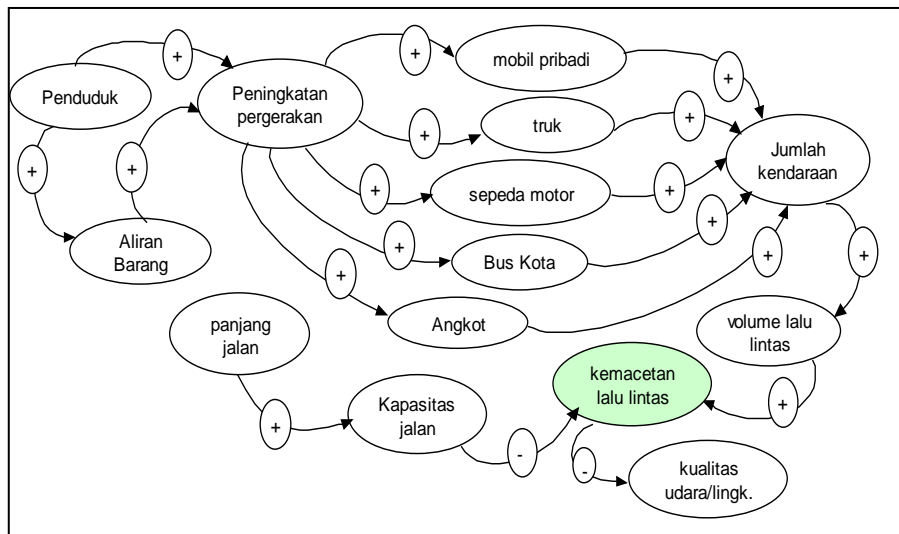 +
+
+
mobil pribadi
Penduduk
Peningkatan
pergerakan
+
truk
+
+
+
Jumlah
kendaraan
+
sepeda motor
+
Aliran
Barang
+
Bus Kota
+
+
Angkot
+
+
panjang
jalan
volume lalu
lintas
kemacetan
lalu lintas
+
Kapasitas
jalan
+
-
-
kualitas
udara/lingk.